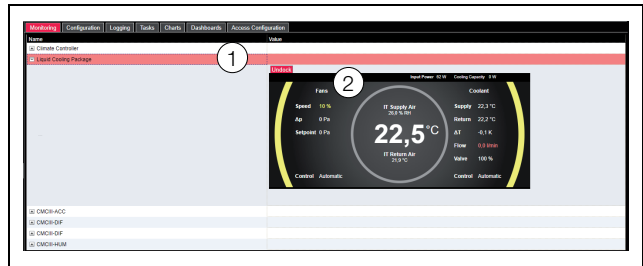 Monitoring Configuration Logging Tasks Charts Dashboards Access Configuration
Name Value
Climate Controller
Liquid Cooling Package
1
Undock
2
Input Power 82 W Cooling Capacity 0 W
Fans
Speed 10 %
Δp 0 Pa
Setpoint 0 Pa
Control Automatic
IT Supply Air
28,8 % RH
22,5°C
IT Return Air
21,9 °C
Coolant
Supply 22,3 °C
Return 22,2 °C
ΔT -0,1 K
Flow 0,0 l/min
Valve 100 %
Control Automatic
CMCIII-ACC
CMCIII-DIF
CMCIII-DIF
CMCIII-HUM